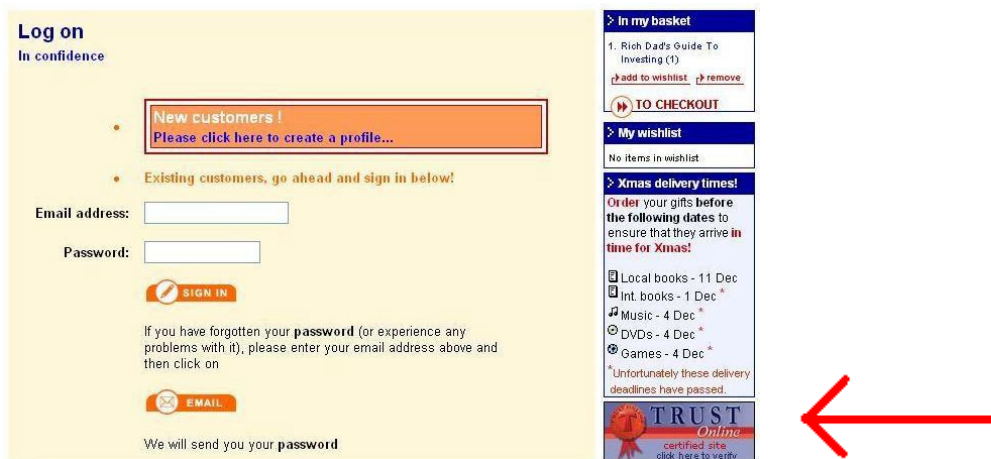 Log on
In confidence
New customers !
Please click here to create a profile...
Existing customers, go ahead and sign in below!
Email address:
Password:
SIGN IN
If you have forgotten your password (or experience any
problems with it), please enter your email address above and
then click on
EMAIL
We will send you your password
In my basket
1. Rich Dad's Guide To
Investing (1)
add to wishlist remove
TO CHECKOUT
My wishlist
No items in wishlist
Xmas delivery times!
Order your gifts before
the following dates to
ensure that they arrive in
time for Xmas!
Local books - 11 Dec
Int. books - 1 Dec *
Music - 4 Dec *
DVDs - 4 Dec *
Games - 4 Dec *
*Unfortunately these delivery
deadlines have passed.
TRUST
Online
certified site
click here to verify